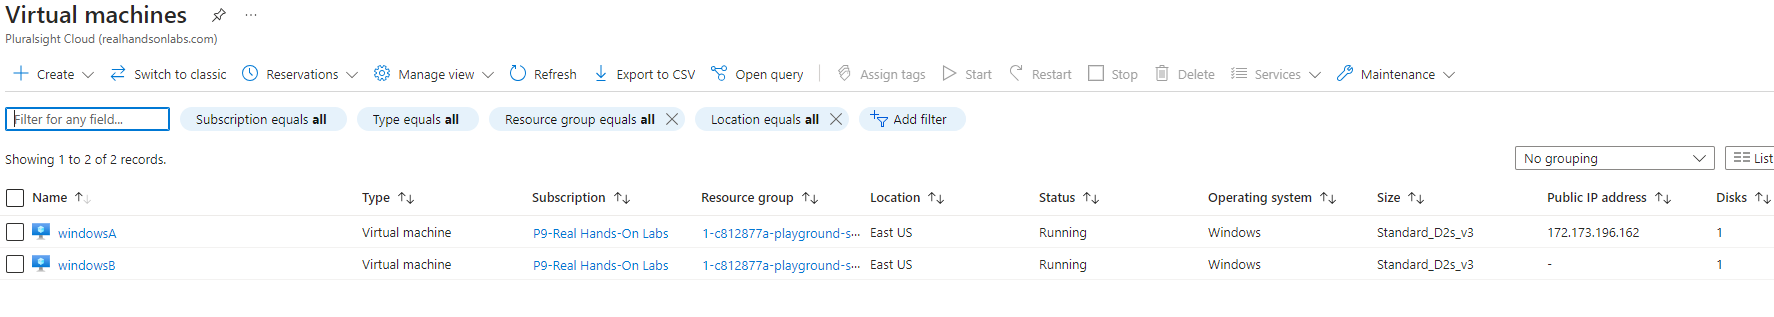 Virtual machines
Pluralsight Cloud (realhandsonlabs.com)
Create Switch to classic Reservations Manage view Refresh Export to CSV Open query Assign tags Start Restart Stop Delete Services Maintenance
Filter for any field... Subscription equals all Type equals all Resource group equals all Location equals all Add filter
Showing 1 to 2 of 2 records. No grouping List
Name Type Subscription Resource group Location Status Operating system Size Public IP address Disks
windowsA Virtual machine P9-Real Hands-On Labs 1-c812877a-playground-s... East US Running Windows Standard_D2s_v3 172.173.196.162 1
windowsB Virtual machine P9-Real Hands-On Labs 1-c812877a-playground-s... East US Running Windows Standard_D2s_v3 - 1